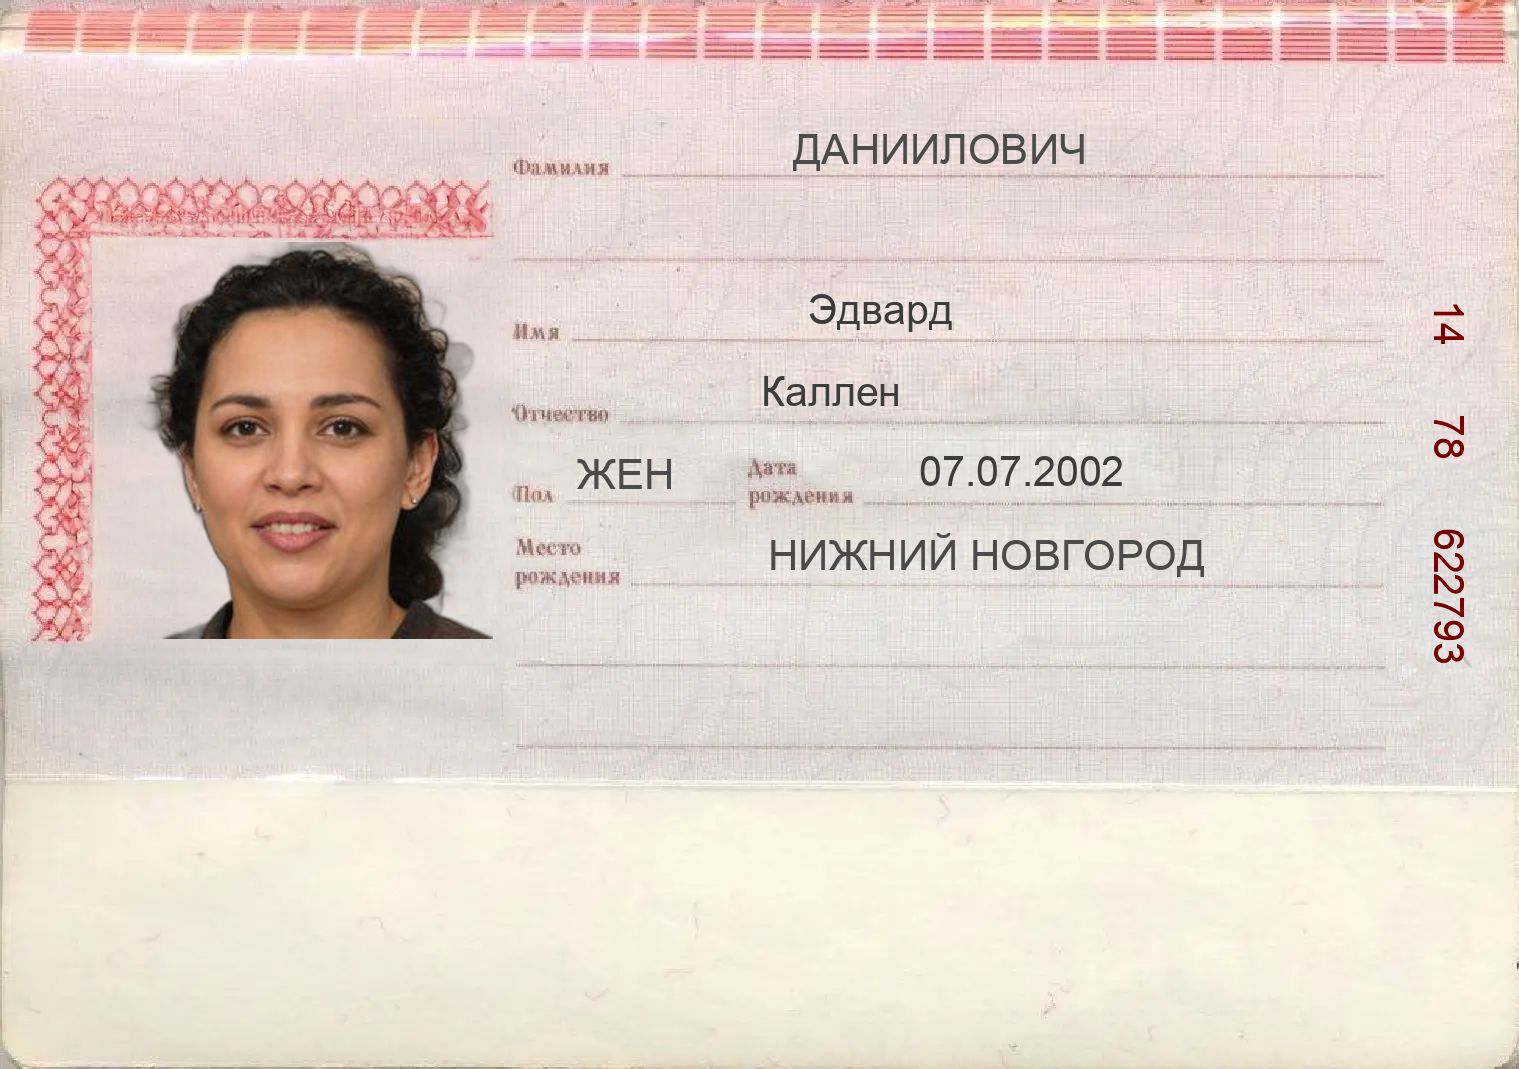 Фамилия ДАНИИЛОВИЧ
Имя Эдвард
Отчество Каллен
Пол ЖЕН Дата рождения 07.07.2002
Место рождения НИЖНИЙ НОВГОРОД
14 78 622793